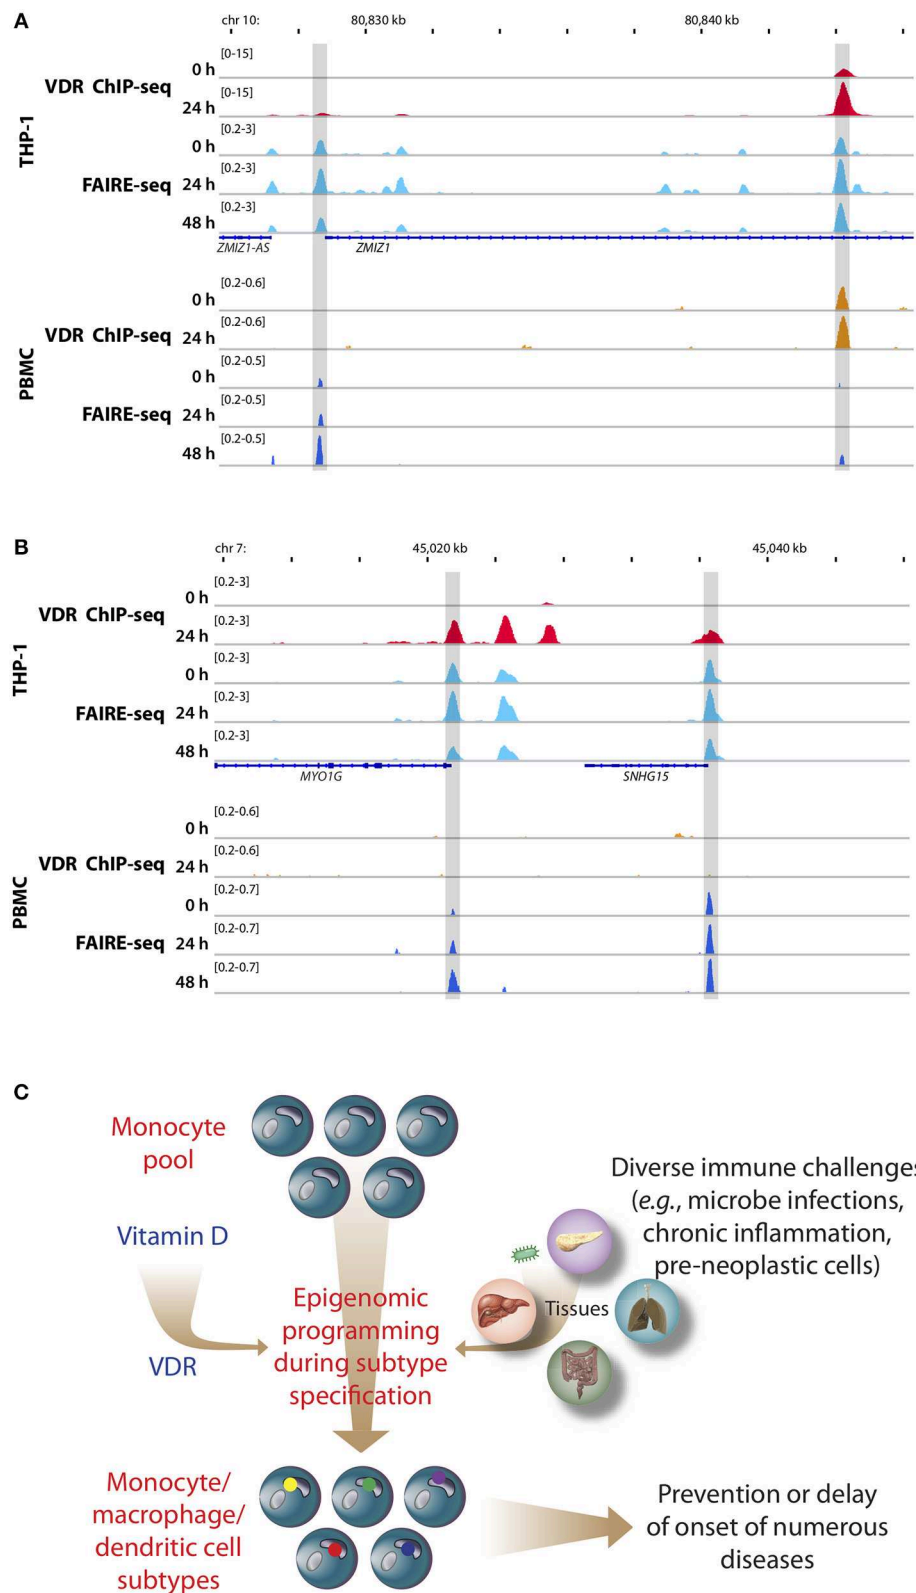 A
chr 10: 80,830 kb 80,840 kb
[0-15]
0 h
VDR ChIP-seq
[0-15]
24 h
THP-1
[0.2-3]
0 h
[0.2-3]
FAIRE-seq 24 h
[0.2-3]
48 h
ZMIZ1-AS ZMIZ1
[0.2-0.6]
0 h
[0.2-0.6]
VDR ChIP-seq 24 h
[0.2-0.5]
0 h
PBMC
[0.2-0.5]
FAIRE-seq 24 h
[0.2-0.5]
48 h
B
chr 7: 45,020 kb 45,040 kb
[0.2-3]
0 h
VDR ChIP-seq
[0.2-3]
24 h
THP-1
[0.2-3]
0 h
[0.2-3]
FAIRE-seq 24 h
[0.2-3]
48 h
MYO1G SNHG15
[0.2-0.6]
0 h
[0.2-0.6]
VDR ChIP-seq 24 h
[0.2-0.7]
0 h
PBMC
[0.2-0.7]
FAIRE-seq 24 h
[0.2-0.7]
48 h
C
Monocyte
pool
Diverse immune challenges
(e.g., microbe infections,
chronic inflammation,
pre-neoplastic cells)
Vitamin D
VDR
Epigenomic
programming
during subtype
specification
Tissues
Monocyte/
macrophage/
dendritic cell
subtypes
Prevention or delay
of onset of numerous
diseases